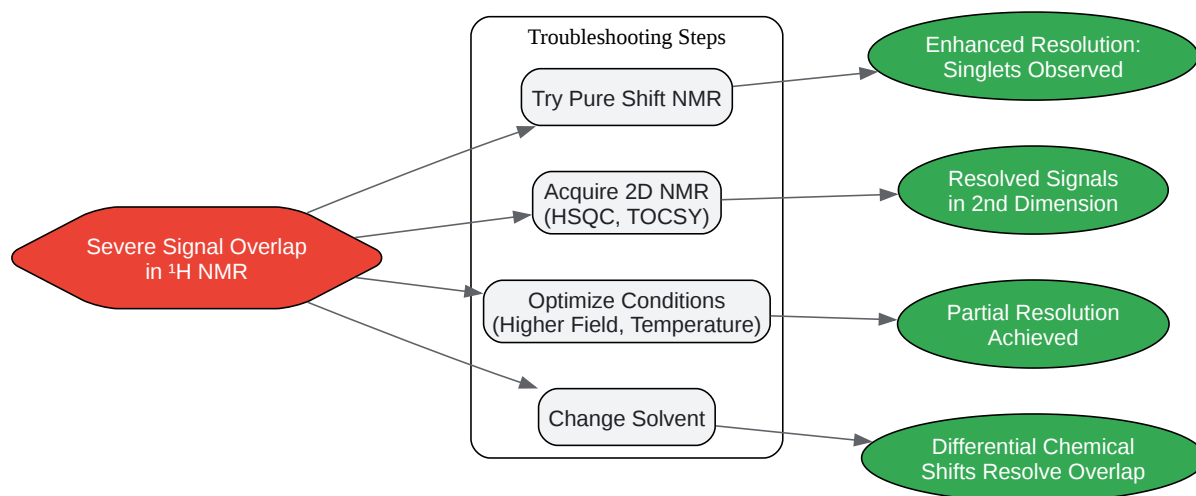 Severe Signal Overlap
in ¹H NMR
Troubleshooting Steps
Try Pure Shift NMR
Acquire 2D NMR
(HSQC, TOCSY)
Optimize Conditions
(Higher Field, Temperature)
Change Solvent
Enhanced Resolution:
Singlets Observed
Resolved Signals
in 2nd Dimension
Partial Resolution
Achieved
Differential Chemical
Shifts Resolve Overlap